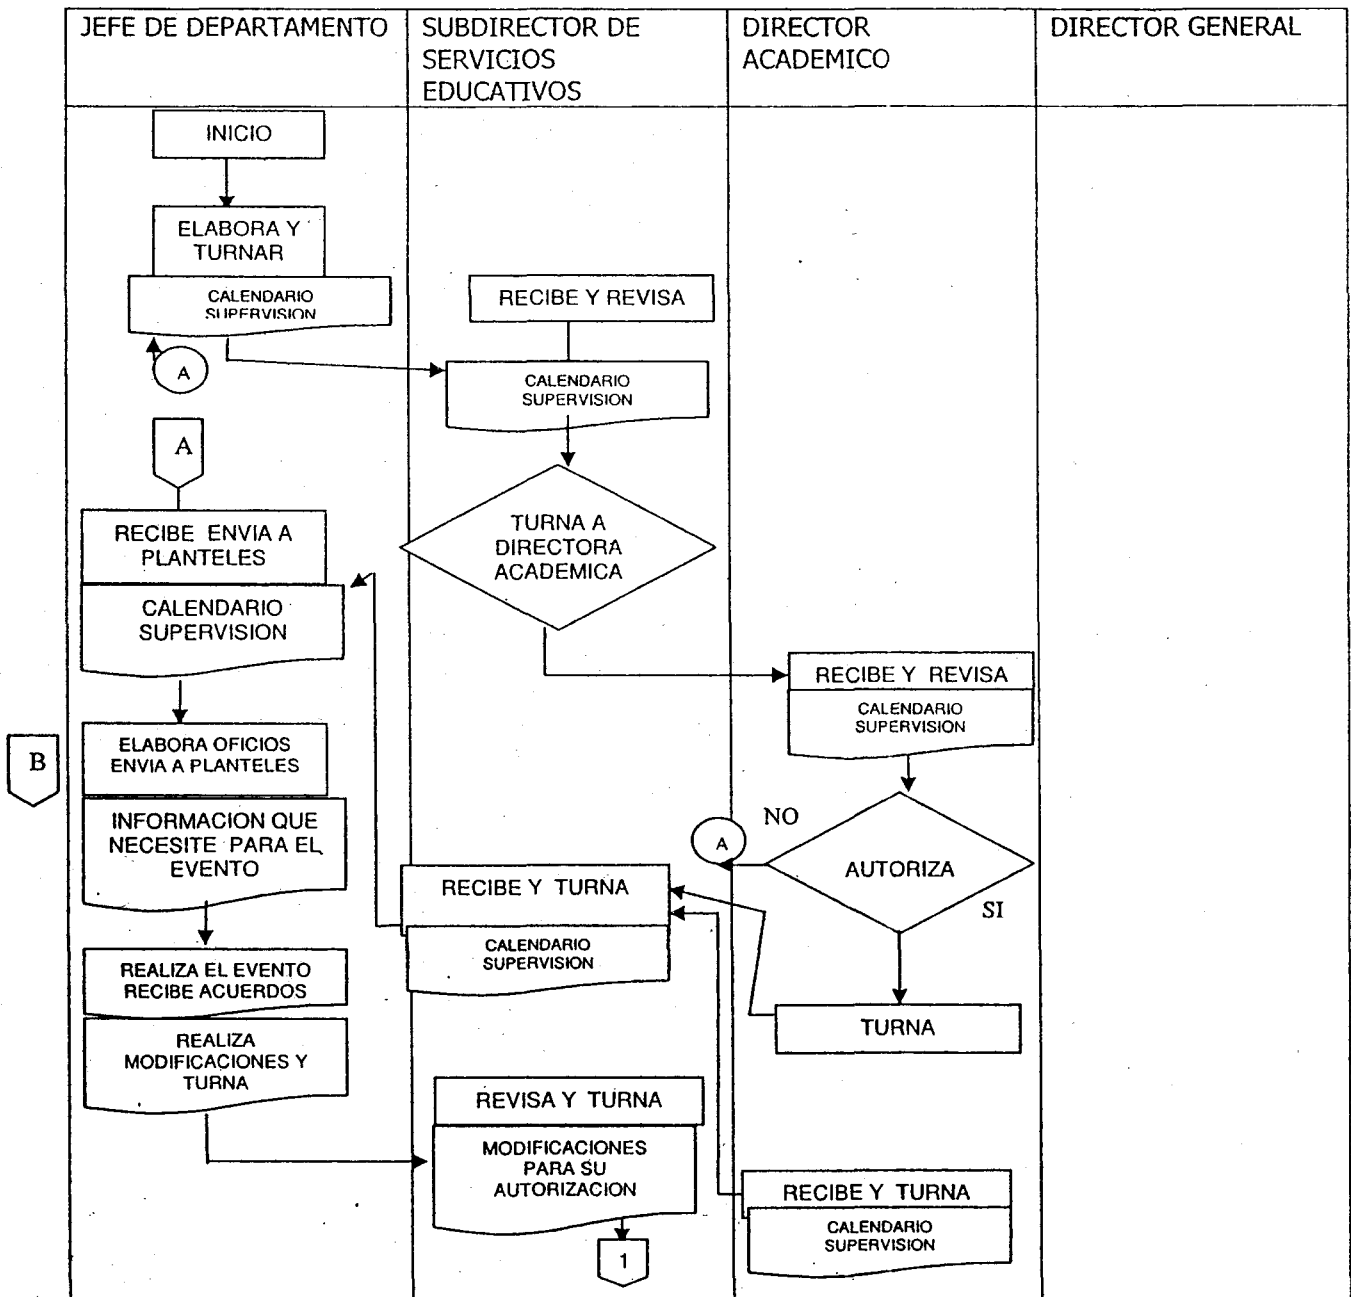 JEFE DE DEPARTAMENTO
SUBDIRECTOR DE
SERVICIOS
EDUCATIVOS
DIRECTOR
ACADEMICO
DIRECTOR GENERAL
INICIO
ELABORA Y
TURNAR
CALENDARIO
SUPERVISION
A
A
RECIBE ENVIA A
PLANTELES
CALENDARIO
SUPERVISION
B
ELABORA OFICIOS
ENVIA A PLANTELES
INFORMACION QUE
NECESITE PARA EL
EVENTO
REALIZA EL EVENTO
RECIBE ACUERDOS
REALIZA
MODIFICACIONES Y
TURNA
RECIBE Y REVISA
CALENDARIO
SUPERVISION
TURNA A
DIRECTORA
ACADEMICA
RECIBE Y TURNA
CALENDARIO
SUPERVISION
REVISA Y TURNA
MODIFICACIONES
PARA SU
AUTORIZACION
1
RECIBE Y REVISA
CALENDARIO
SUPERVISION
NO
A
AUTORIZA
SI
TURNA
RECIBE Y TURNA
CALENDARIO
SUPERVISION